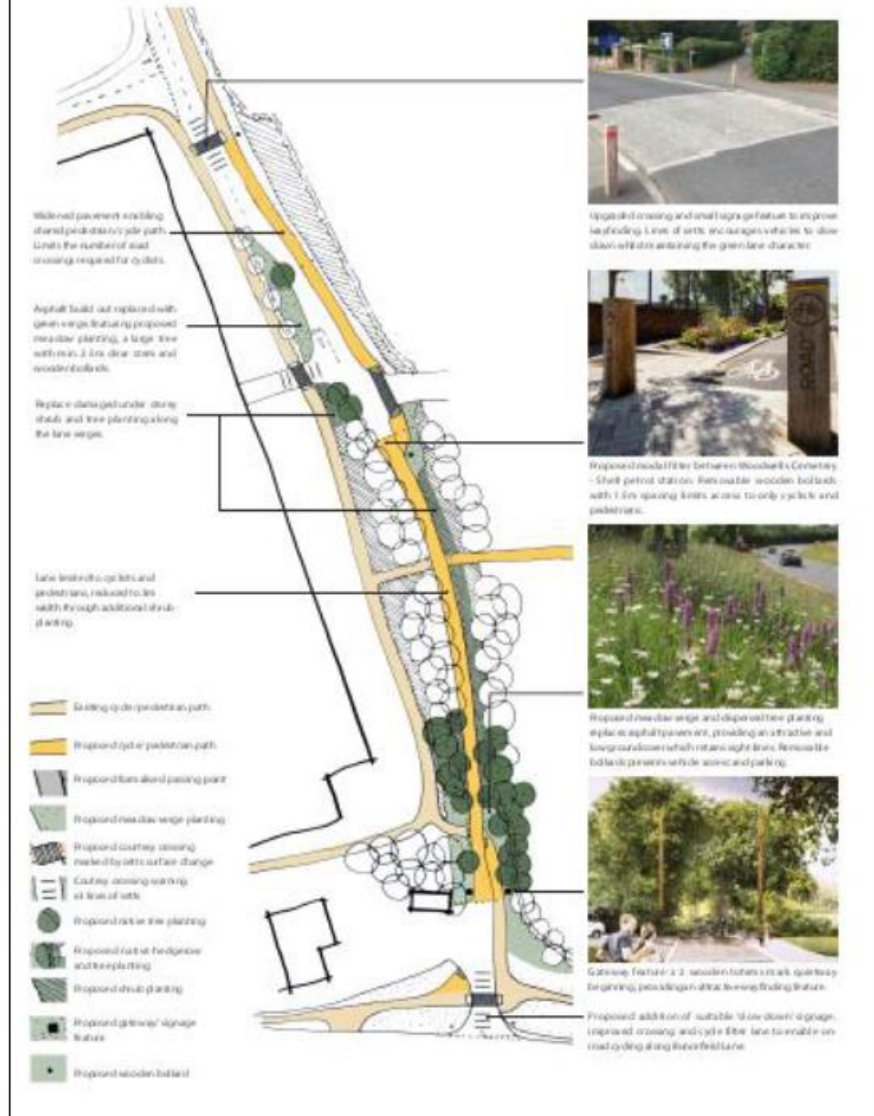 Widened pavement enabling
shared pedestrian/cycle path.
Limits the number of road
crossings required for cyclists.
Asphalt build out replaced with
green verge featuring proposed
meadow planting, a large tree
with min. 2.5m clear stem and
wooden bollards.
Replace damaged under storey
shrub and tree planting along
the lane verges.
Lane limited to cyclists and
pedestrians, reduced to 3m
width through additional shrub
planting.
Existing cycle/pedestrian path.
Proposed cycle/ pedestrian path.
Proposed formalised passing point
Proposed meadow verge planting
Proposed courtesy crossing
marked by setts surface change
Courtesy crossing warning
x3 lines of setts
Proposed native tree planting
Proposed native hedgerow
and tree planting
Proposed shrub planting
Proposed gateway/ signage
feature
Proposed wooden bollard
Upgraded crossing and small signage feature to improve
wayfinding. Lines of setts encourages vehicles to slow
down whilst maintaining the green lane character.
ROAD
Proposed modal filter between Woodwells Cemetery
- Shell petrol station. Removable wooden bollards
with 1.5m spacing limits access to only cyclists and
pedestrians.
Proposed meadow verge and dispersed tree planting
replaces asphalt pavement, providing an attractive and
low groundcover which retains sight-lines. Removable
bollards prevents vehicle access and parking.
Gateway feature: x 2 wooden totems mark quietway
beginning, providing an attractive wayfinding feature.
Proposed addition of suitable 'slow down' signage,
improved crossing and cycle filter lane to enable on-
road cycling along Buncefield Lane.